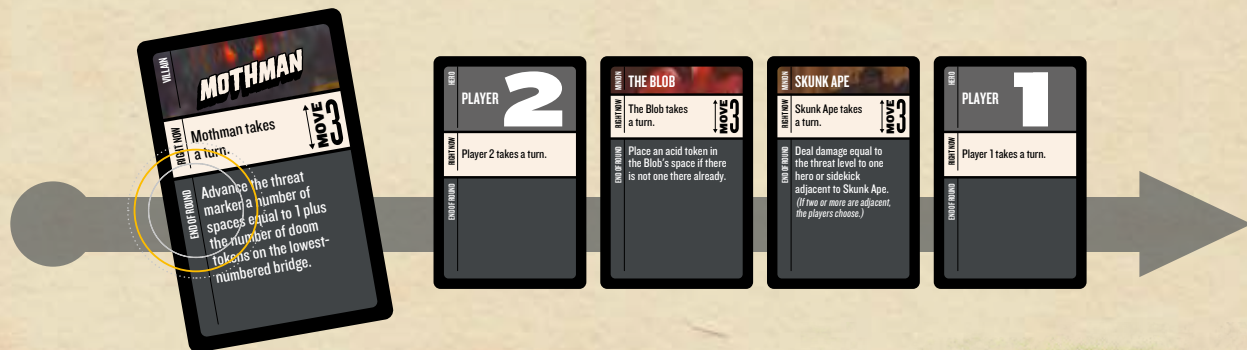 VILLAIN
MOTHMAN
RIGHT NOW
Mothman takes
a turn.
MOVE
3
END OF ROUND
Advance the threat
marker a number of
spaces equal to 1 plus
the number of doom
tokens on the lowest-
numbered bridge.
HERO
PLAYER 2
RIGHT NOW
Player 2 takes a turn.
END OF ROUND
MINION
THE BLOB
RIGHT NOW
The Blob takes
a turn.
MOVE
3
END OF ROUND
Place an acid token in
the Blob's space if there
is not one there already.
MINION
SKUNK APE
RIGHT NOW
Skunk Ape takes
a turn.
MOVE
3
END OF ROUND
Deal damage equal to
the threat level to one
hero or sidekick
adjacent to Skunk Ape.
(If two or more are adjacent,
the players choose.)
HERO
PLAYER 1
RIGHT NOW
Player 1 takes a turn.
END OF ROUND